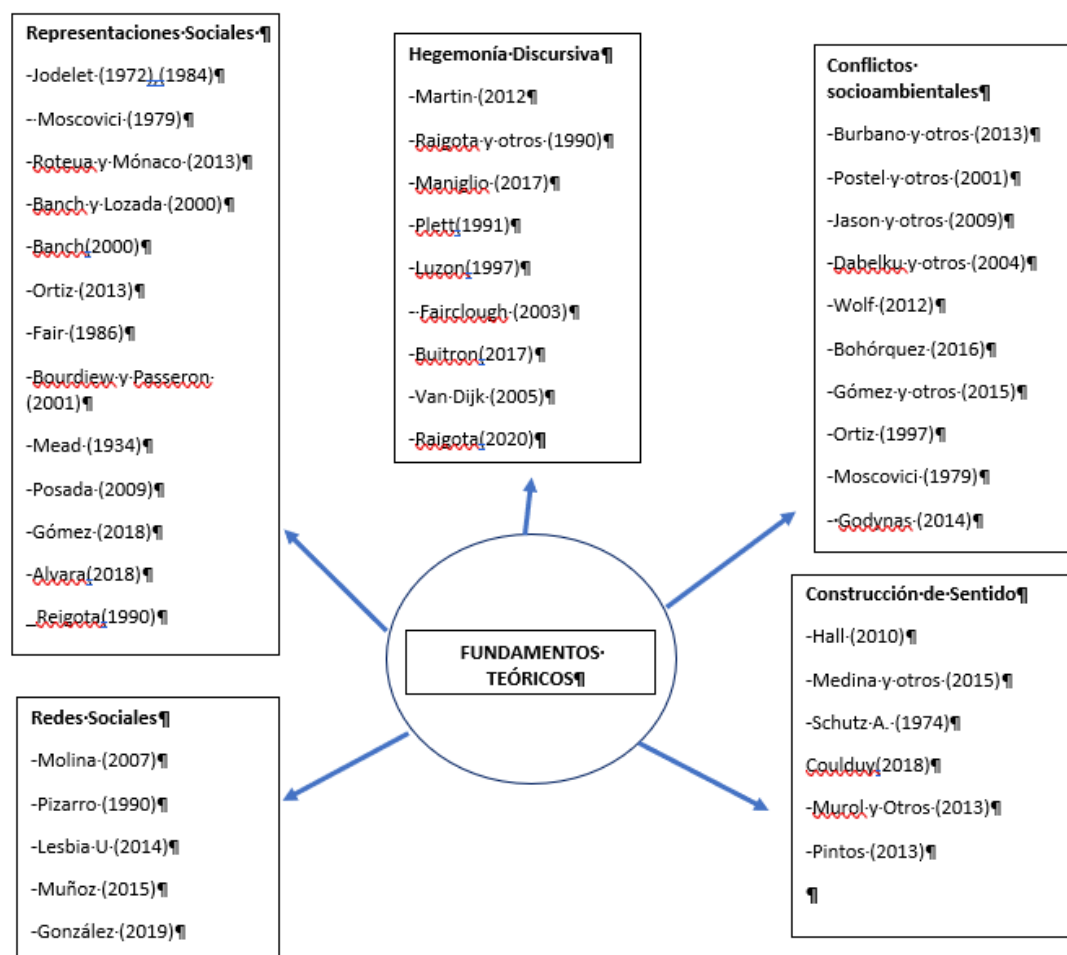 Representaciones Sociales ¶
-Jodelet (1972),(1984)¶
- Moscovici (1979)¶
-Roteua y Mónaco (2013)¶
-Banch y Lozada (2000)¶
-Banch(2000)¶
-Ortiz (2013)¶
-Fair (1986)¶
-Bourdiew y Passeron
(2001)¶
-Mead (1934)¶
-Posada (2009)¶
-Gómez (2018)¶
-Alvara(2018)¶
_Reigota(1990)¶
Hegemonía Discursiva¶
-Martin (2012¶
-Raigota y otros (1990)¶
-Maniglio (2017)¶
-Plett(1991)¶
-Luzon(1997)¶
- Fairclough (2003)¶
-Buitron(2017)¶
-Van Dijk (2005)¶
-Raigota(2020)¶
Conflictos
socioambientales¶
-Burbano y otros (2013)¶
-Postel y otros (2001)¶
-Jason y otros (2009)¶
-Dabelku y otros (2004)¶
-Wolf (2012)¶
-Bohórquez (2016)¶
-Gómez y otros (2015)¶
-Ortiz (1997)¶
-Moscovici (1979)¶
- Godynas (2014)¶
FUNDAMENTOS
TEÓRICOS¶
Construcción de Sentido¶
-Hall (2010)¶
-Medina y otros (2015)¶
-Schutz A. (1974)¶
Coulduy(2018)¶
-Murol y Otros (2013)¶
-Pintos (2013)¶
¶
Redes Sociales¶
-Molina (2007)¶
-Pizarro (1990)¶
-Lesbia U (2014)¶
-Muñoz (2015)¶
-González (2019)¶